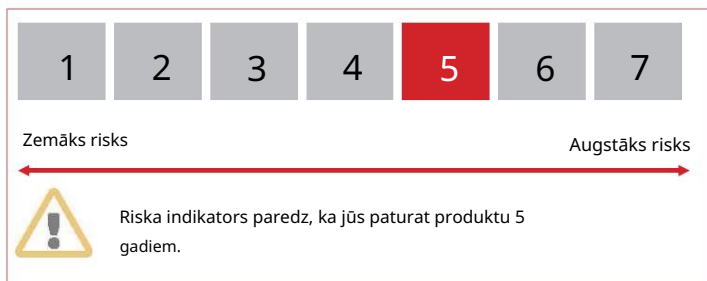 1 2 3 4 5 6 7
Zemāks risks Augstāks risks
Riska indikators paredz, ka jūs paturat produktu 5
gadiem.